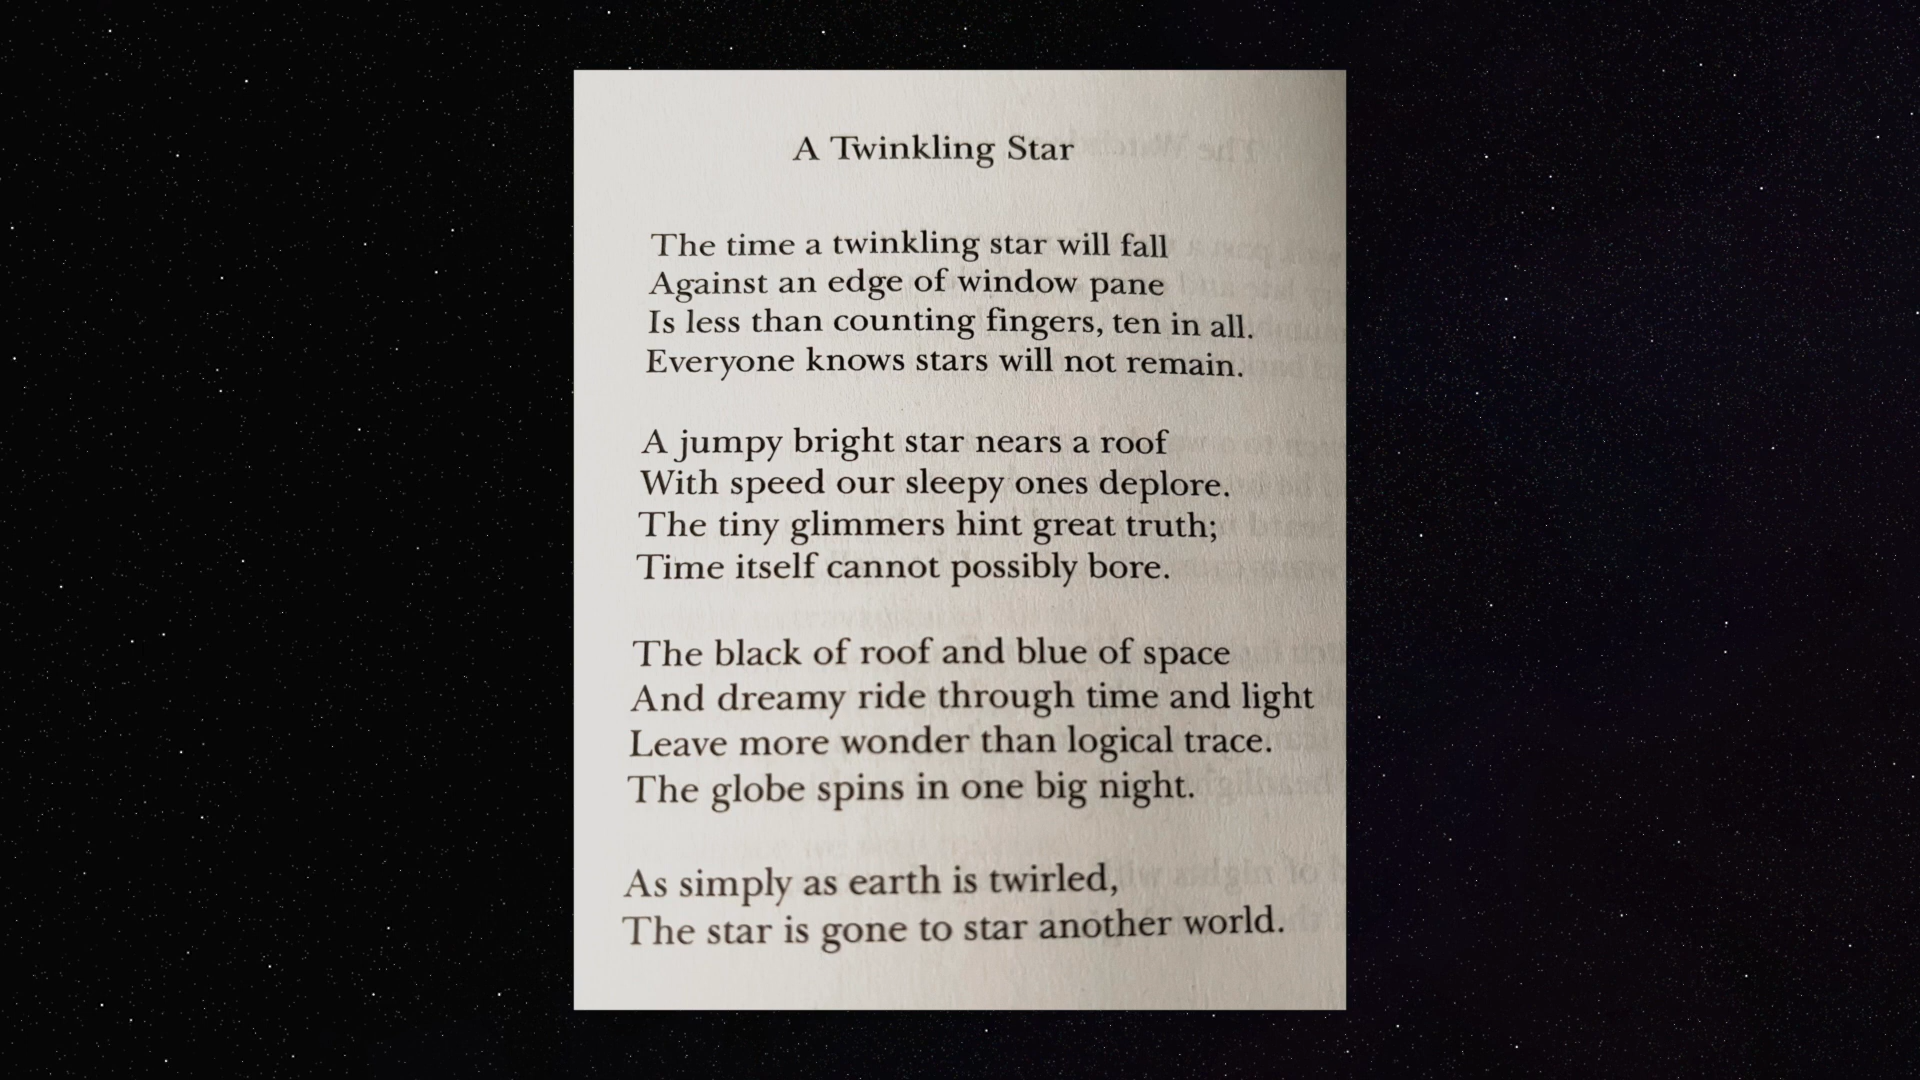 A Twinkling Star
The time a twinkling star will fall
Against an edge of window pane
Is less than counting fingers, ten in all.
Everyone knows stars will not remain.
A jumpy bright star nears a roof
With speed our sleepy ones deplore.
The tiny glimmers hint great truth;
Time itself cannot possibly bore.
The black of roof and blue of space
And dreamy ride through time and light
Leave more wonder than logical trace.
The globe spins in one big night.
As simply as earth is twirled,
The star is gone to star another world.